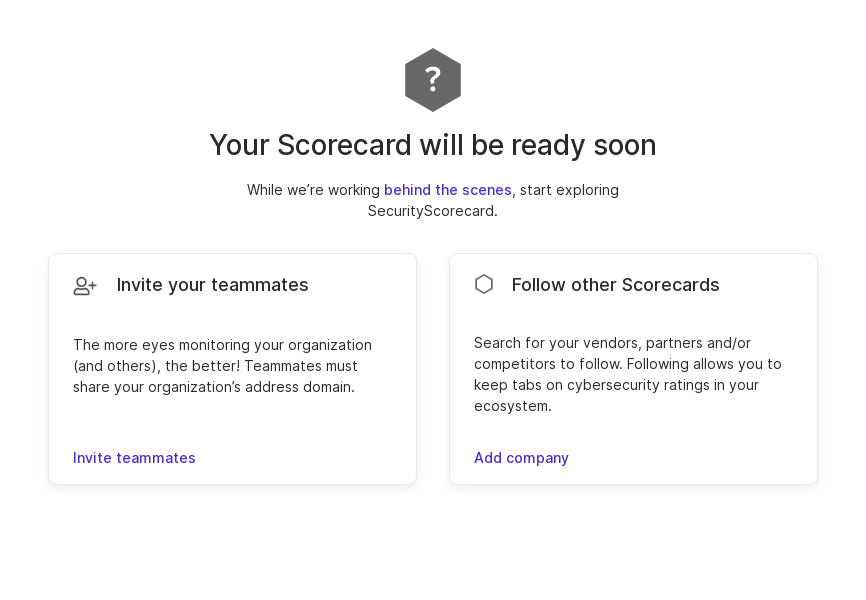 ?
Your Scorecard will be ready soon
While we’re working behind the scenes, start exploring
SecurityScorecard.
Invite your teammates
The more eyes monitoring your organization
(and others), the better! Teammates must
share your organization’s address domain.
Invite teammates
Follow other Scorecards
Search for your vendors, partners and/or
competitors to follow. Following allows you to
keep tabs on cybersecurity ratings in your
ecosystem.
Add company